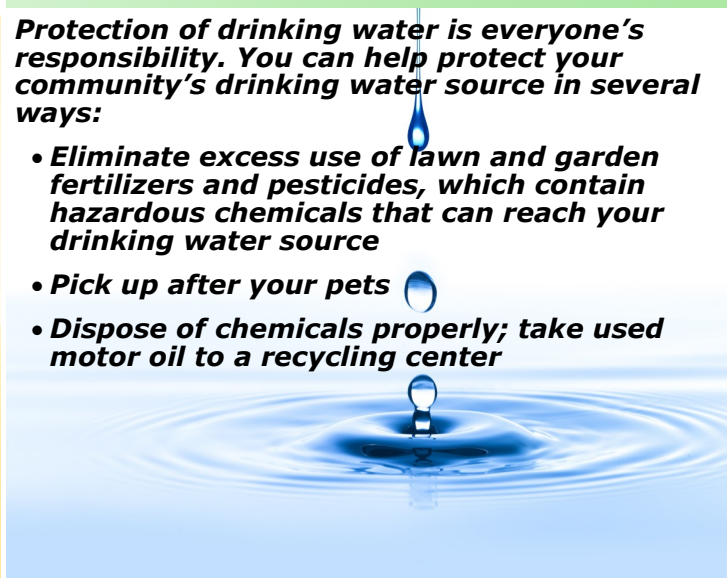 Protection of drinking water is everyone’s
responsibility. You can help protect your
community’s drinking water source in several
ways:
• Eliminate excess use of lawn and garden
fertilizers and pesticides, which contain
hazardous chemicals that can reach your
drinking water source
• Pick up after your pets
• Dispose of chemicals properly; take used
motor oil to a recycling center